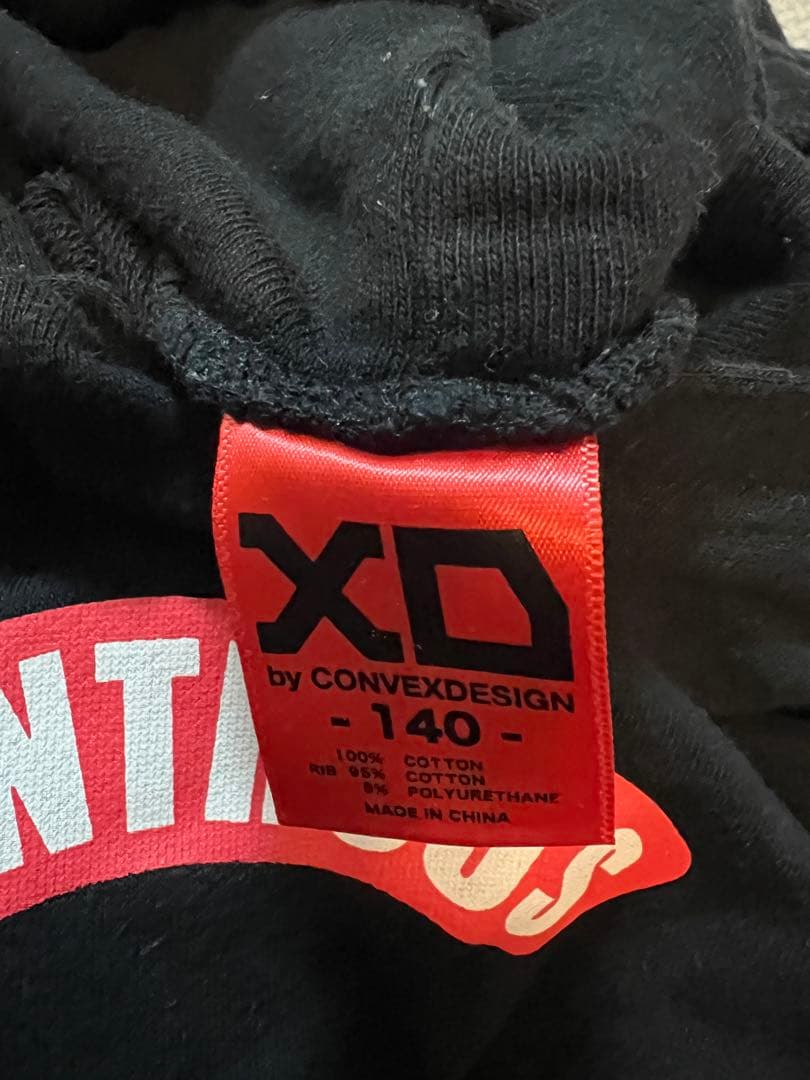 XD
by CONVEXDESIGN
- 140 -
100% COTTON
RIB 95% COTTON
5% POLYURETHANE
MADE IN CHINA